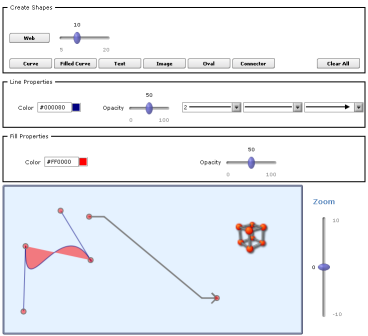 Create Shapes
10
Web
5 20
Curve Filled Curve Text Image Oval Connector Clear All
Line Properties
50
Color #000080 Opacity 2
0 100
Fill Properties
50
Color #FF0000 Opacity
0 100
Zoom
10
0
-10